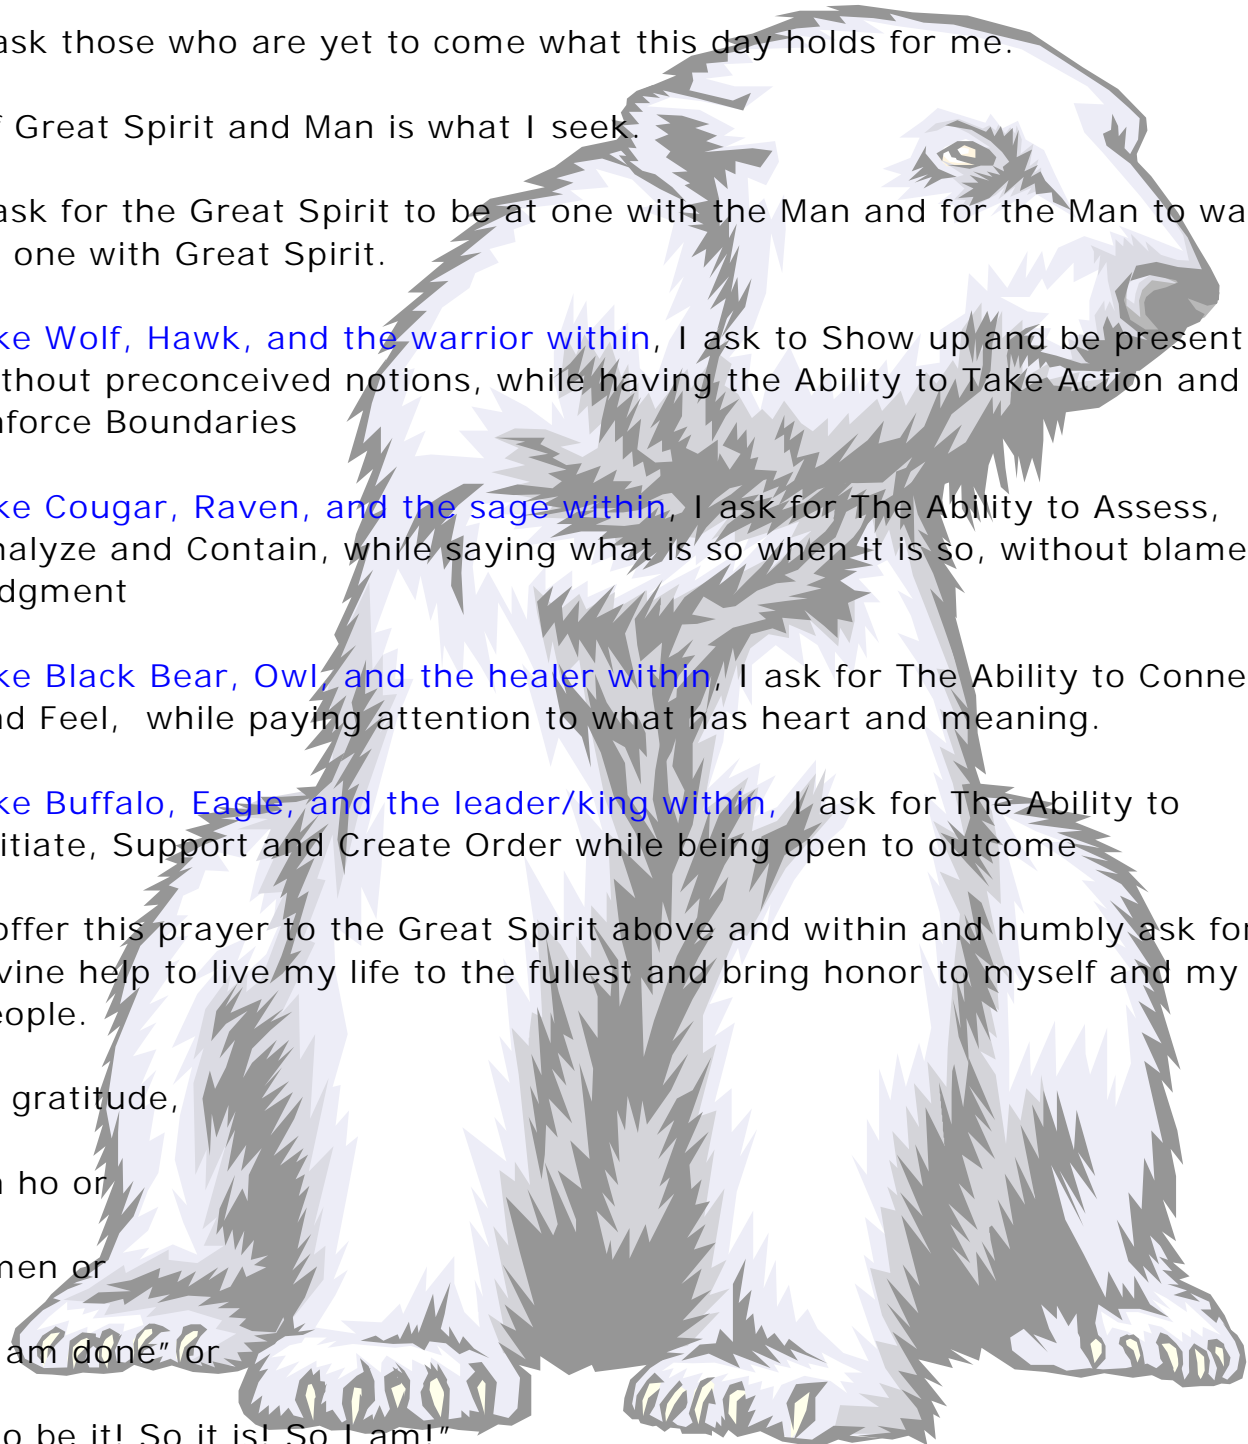 ask those who are yet to come what this day holds for me.
f Great Spirit and Man is what I seek.
ask for the Great Spirit to be at one with the Man and for the Man to wa
one with Great Spirit.
ke Wolf, Hawk, and the warrior within, I ask to Show up and be present
ithout preconceived notions, while having the Ability to Take Action and
nforce Boundaries
ke Cougar, Raven, and the sage within, I ask for The Ability to Assess,
nalyze and Contain, while saying what is so when it is so, without blame
dgment
ke Black Bear, Owl, and the healer within, I ask for The Ability to Conne
nd Feel, while paying attention to what has heart and meaning.
ke Buffalo, Eagle, and the leader/king within, I ask for The Ability to
itiate, Support and Create Order while being open to outcome
offer this prayer to the Great Spirit above and within and humbly ask for
vine help to live my life to the fullest and bring honor to myself and my
eople.
gratitude,
ho or
men or
am done" or
o be it! So it is! So I am!"